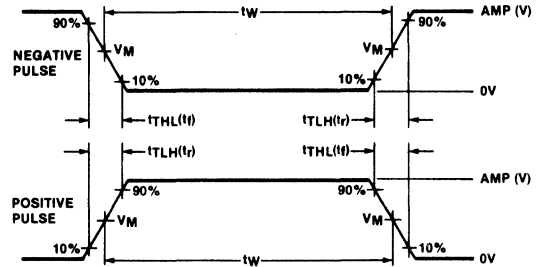 tW
AMP (V)
90%
90%
NEGATIVE
PULSE
VM
VM
10%
10%
0V
tTHL(tf)
tTLH(tr)
tTLH(tr)
tTHL(tf)
AMP (V)
90%
90%
POSITIVE
PULSE
VM
VM
10%
10%
0V
tW